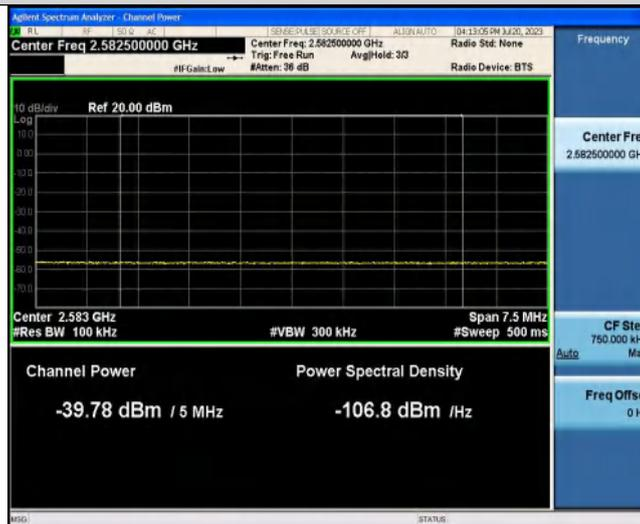 Agilent Spectrum Analyzer - Channel Power
RL RF 50 Ω AC SENSE:PULSE SOURCE OFF ALIGN AUTO 04:13:05 PM Jul 20, 2023
Center Freq 2.582500000 GHz
Center Freq: 2.582500000 GHz
Radio Std: None
Trig: Free Run Avg|Hold: 3/3
#IFGain:Low
#Atten: 36 dB
Radio Device: BTS
Frequency
10 dB/div Ref 20.00 dBm
Log
10.0
0.00
-10.0
-20.0
-30.0
-40.0
-50.0
-60.0
-70.0
Center 2.583 GHz
Span 7.5 MHz
#Res BW 100 kHz
#VBW 300 kHz
#Sweep 500 ms
Center Fre
2.582500000 GH
CF Ste
750.000 kH
Auto Ma
Freq Offs
0 H
Channel Power
Power Spectral Density
-39.78 dBm / 5 MHz
-106.8 dBm /Hz
MSG
STATUS